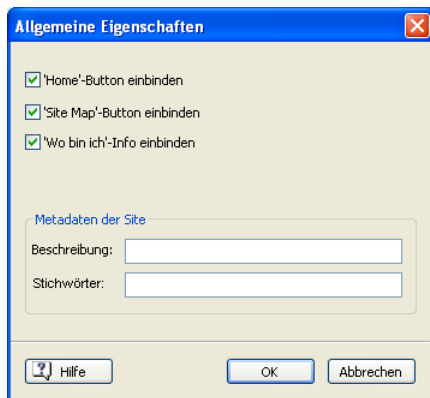 Allgemeine Eigenschaften
'Home'-Button einbinden
'Site Map'-Button einbinden
'Wo bin ich'-Info einbinden
Metadaten der Site
Beschreibung:
Stichwörter:
Hilfe OK Abbrechen